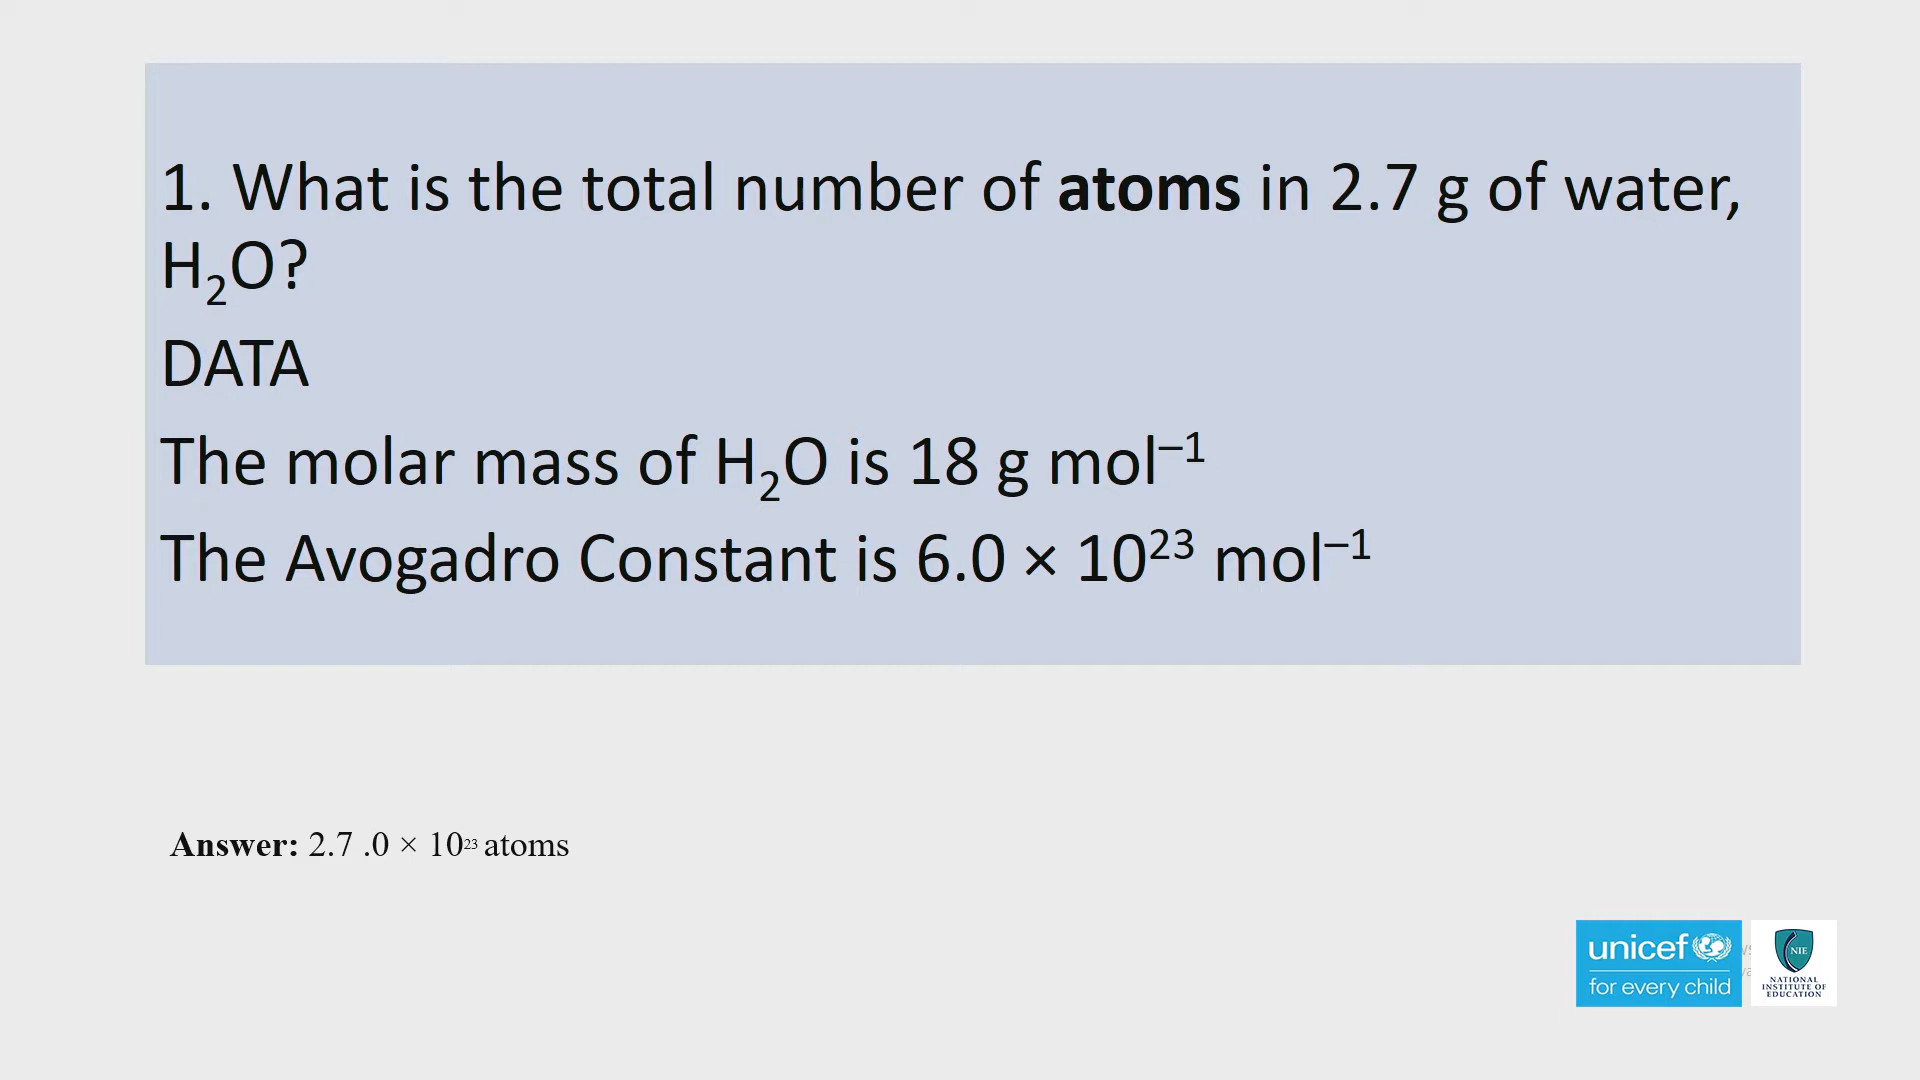 1. What is the total number of atoms in 2.7 g of water,
H₂O?
DATA
The molar mass of H₂O is 18 g mol⁻¹
The Avogadro Constant is 6.0 × 10²³ mol⁻¹
Answer: 2.7 .0 × 10²³ atoms
unicef
for every child
NIE
NATIONAL
INSTITUTE OF
EDUCATION